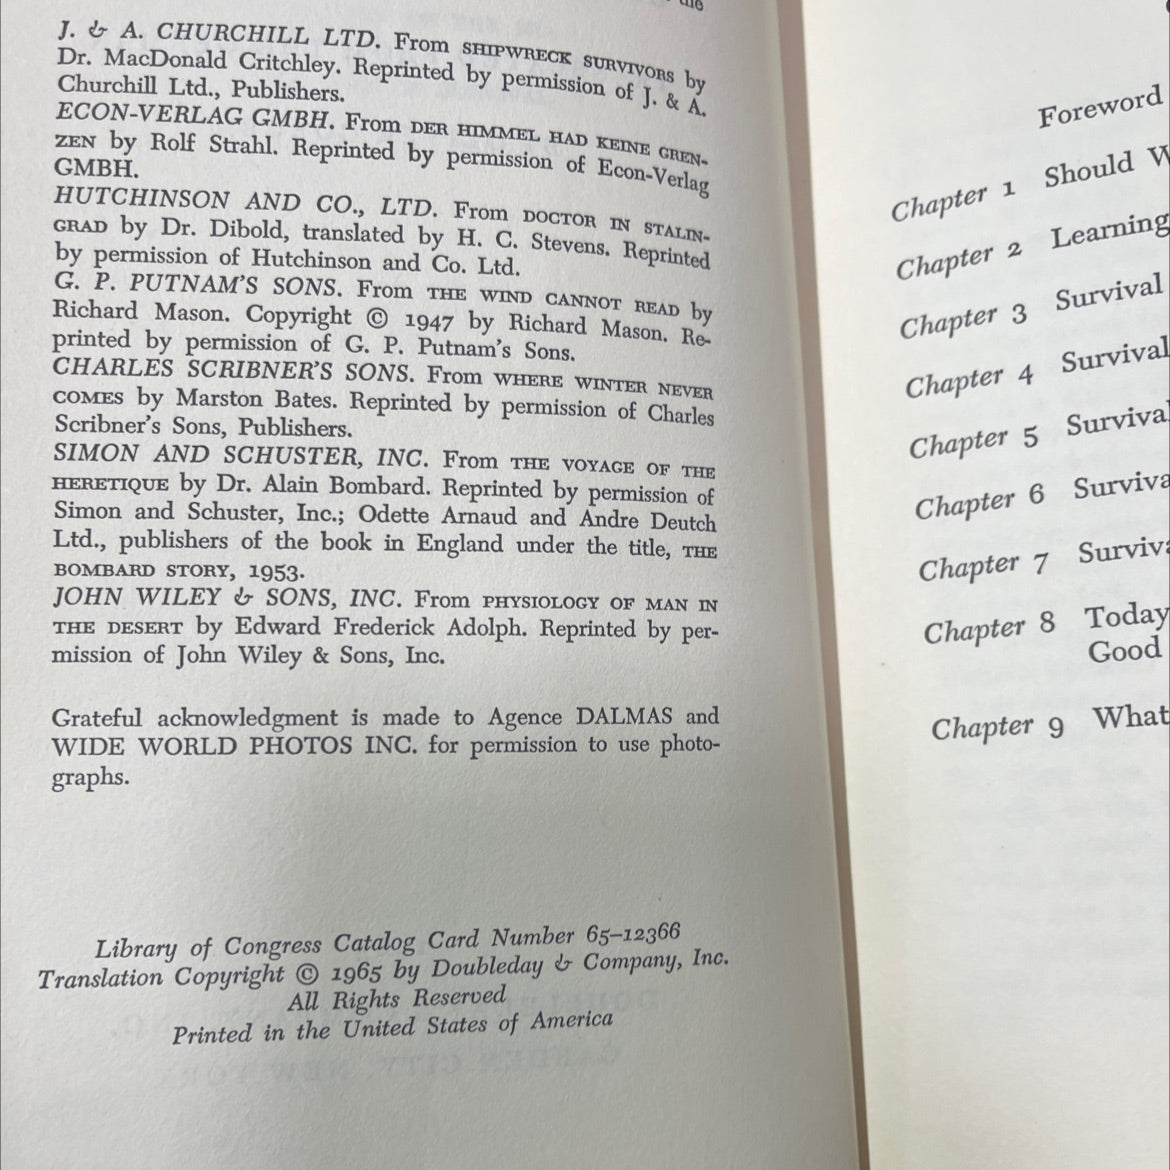 J. & A. CHURCHILL LTD. From SHIPWRECK SURVIVORS by
Dr. MacDonald Critchley. Reprinted by permission of J. & A.
Churchill Ltd., Publishers.
ECON-VERLAG GMBH. From DER HIMMEL HAD KEINE GREN-
ZEN by Rolf Strahl. Reprinted by permission of Econ-Verlag
GMBH.
HUTCHINSON AND CO., LTD. From DOCTOR IN STALIN-
GRAD by Dr. Dibold, translated by H. C. Stevens. Reprinted
by permission of Hutchinson and Co. Ltd.
G. P. PUTNAM'S SONS. From THE WIND CANNOT READ by
Richard Mason. Copyright © 1947 by Richard Mason. Re-
printed by permission of G. P. Putnam's Sons.
CHARLES SCRIBNER'S SONS. From WHERE WINTER NEVER
COMES by Marston Bates. Reprinted by permission of Charles
Scribner's Sons, Publishers.
SIMON AND SCHUSTER, INC. From THE VOYAGE OF THE
HERETIQUE by Dr. Alain Bombard. Reprinted by permission of
Simon and Schuster, Inc.; Odette Arnaud and Andre Deutch
Ltd., publishers of the book in England under the title, THE
BOMBARD STORY, 1953.
JOHN WILEY & SONS, INC. From PHYSIOLOGY OF MAN IN
THE DESERT by Edward Frederick Adolph. Reprinted by per-
mission of John Wiley & Sons, Inc.
Grateful acknowledgment is made to Agence DALMAS and
WIDE WORLD PHOTOS INC. for permission to use photo-
graphs.
Library of Congress Catalog Card Number 65-12366
Translation Copyright © 1965 by Doubleday & Company, Inc.
All Rights Reserved
Printed in the United States of America
Foreword
Chapter 1 Should
Chapter 2 Learning
Chapter 3 Survival
Chapter 4 Survival
Chapter 5 Survival
Chapter 6
Chapter 7
Chapter 8 Today
Good
Chapter 9 What